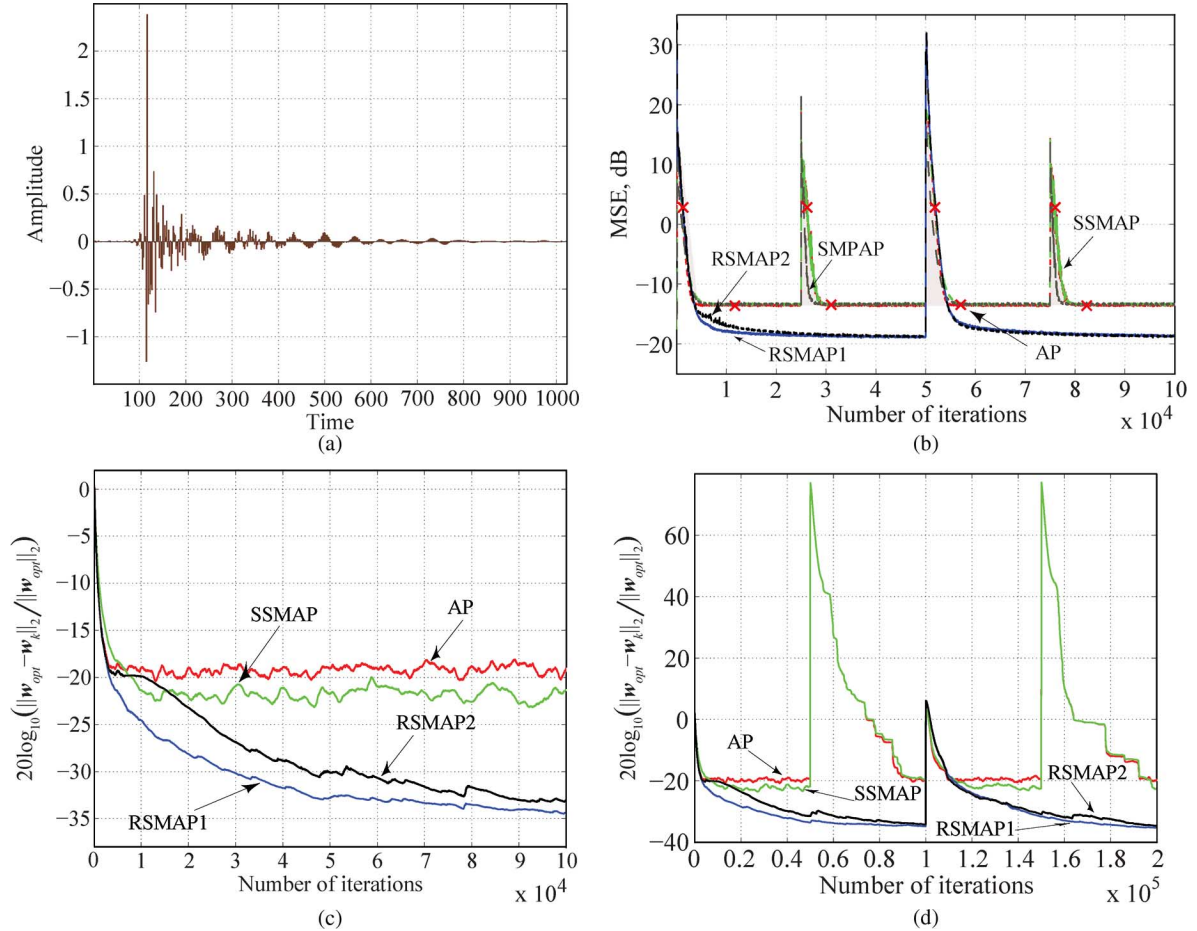 2
1.5
1
0.5
0
−0.5
−1
Amplitude
100 200 300 400 500 600 700 800 900 1000
Time
(a)
30
20
10
0
−10
−20
MSE, dB
RSMAP2
SMPAP
SSMAP
RSMAP1
AP
1 3 5 6 8 10
Number of iterations
x 10^4
(b)
0
−5
−10
−15
−20
−25
−30
−35
20log10(||w_opt−w_k||2/||w_opt||2)
SSMAP
AP
RSMAP2
RSMAP1
0 1 2 3 4 5 6 7 8 9 10
Number of iterations
x 10^4
(c)
60
40
20
0
−20
−40
20log10(||w_opt−w_k||2/||w_opt||2)
AP
SSMAP
RSMAP2
RSMAP1
0 0.2 0.4 0.6 0.8 1 1.2 1.4 1.6 1.8 2
Number of iterations
x 10^5
(d)